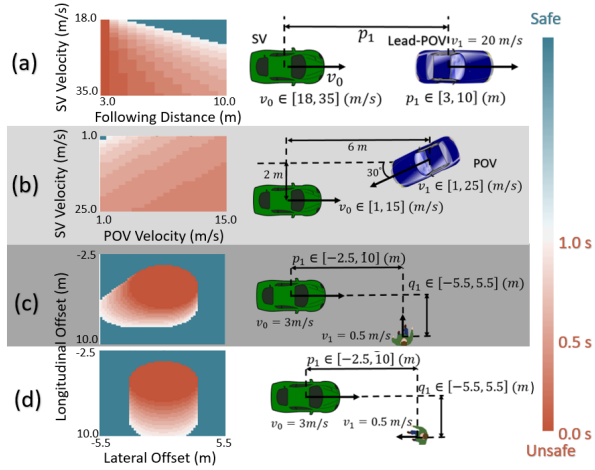 Safe
(a)
SV Velocity (m/s)
18.0
35.0
3.0
10.0
Following Distance (m)
SV
p₁
Lead-POV
v₁ = 20 m/s
v₀
v₀ ∈ [18, 35] (m/s)
p₁ ∈ [3, 10] (m)
(b)
SV Velocity (m/s)
1.0
25.0
1.0
15.0
POV Velocity (m/s)
6 m
2 m
30°
POV
v₁ ∈ [1, 25] (m/s)
v₀ ∈ [1, 15] (m/s)
(c)
Longitudinal Offset (m)
-2.5
10.0
p₁ ∈ [−2.5, 10] (m)
q₁ ∈ [−5.5, 5.5] (m)
v₀ = 3m/s
v₁ = 0.5 m/s
(d)
-2.5
10.0
-5.5
5.5
Lateral Offset (m)
p₁ ∈ [−2.5, 10] (m)
q₁ ∈ [−5.5, 5.5] (m)
v₀ = 3m/s
v₁ = 0.5 m/s
1.0 s
0.5 s
0.0 s
Unsafe